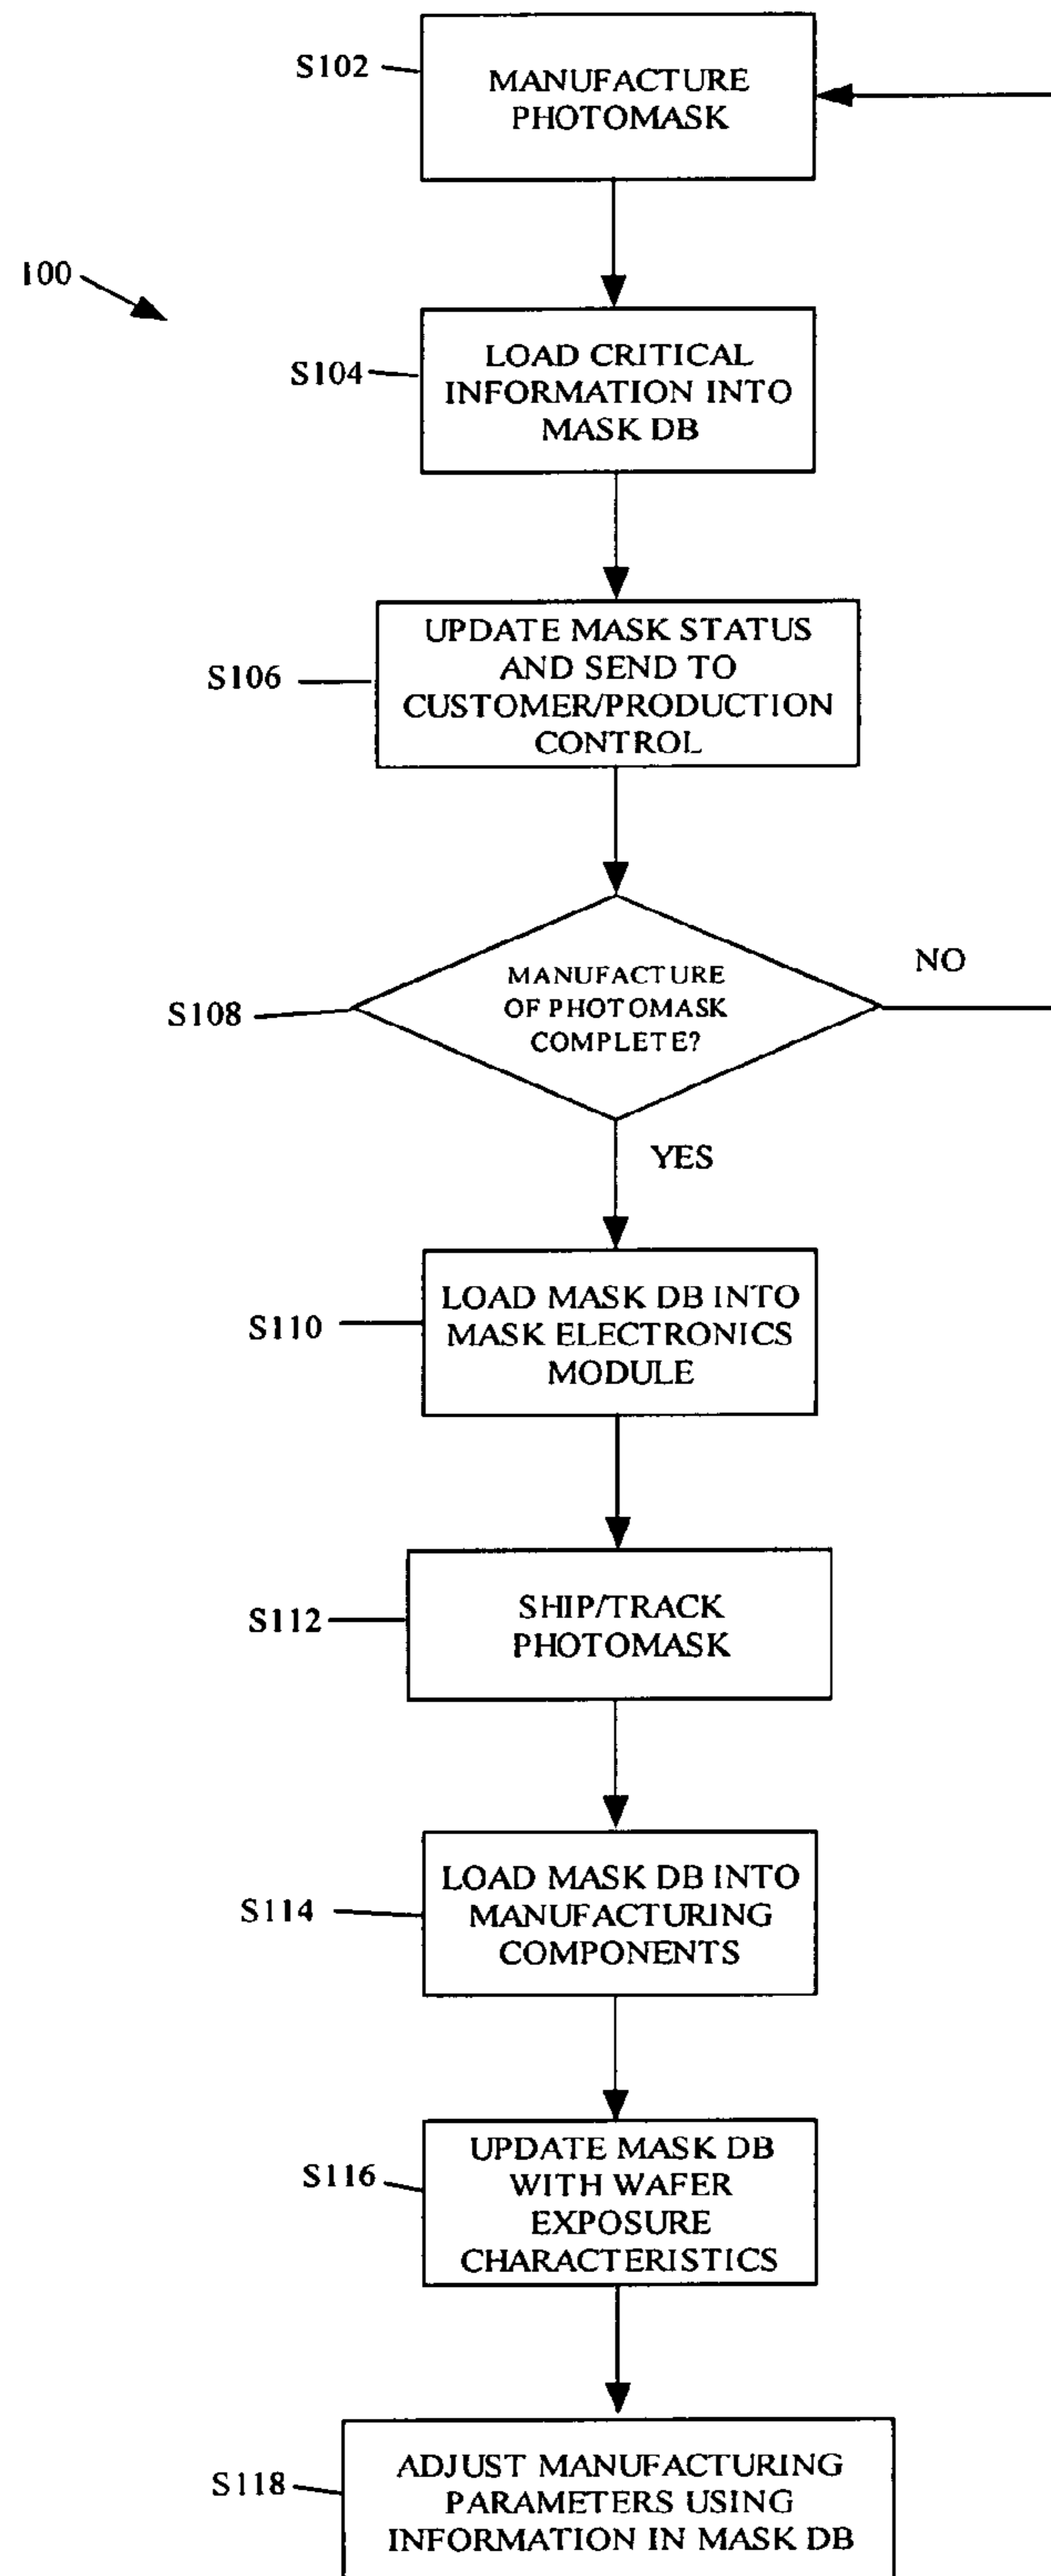 S102
MANUFACTURE
PHOTOMASK
100
S104
LOAD CRITICAL
INFORMATION INTO
MASK DB
S106
UPDATE MASK STATUS
AND SEND TO
CUSTOMER/PRODUCTION
CONTROL
S108
MANUFACTURE
OF PHOTOMASK
COMPLETE?
NO
YES
S110
LOAD MASK DB INTO
MASK ELECTRONICS
MODULE
S112
SHIP/TRACK
PHOTOMASK
S114
LOAD MASK DB INTO
MANUFACTURING
COMPONENTS
S116
UPDATE MASK DB
WITH WAFER
EXPOSURE
CHARACTERISTICS
S118
ADJUST MANUFACTURING
PARAMETERS USING
INFORMATION IN MASK DB